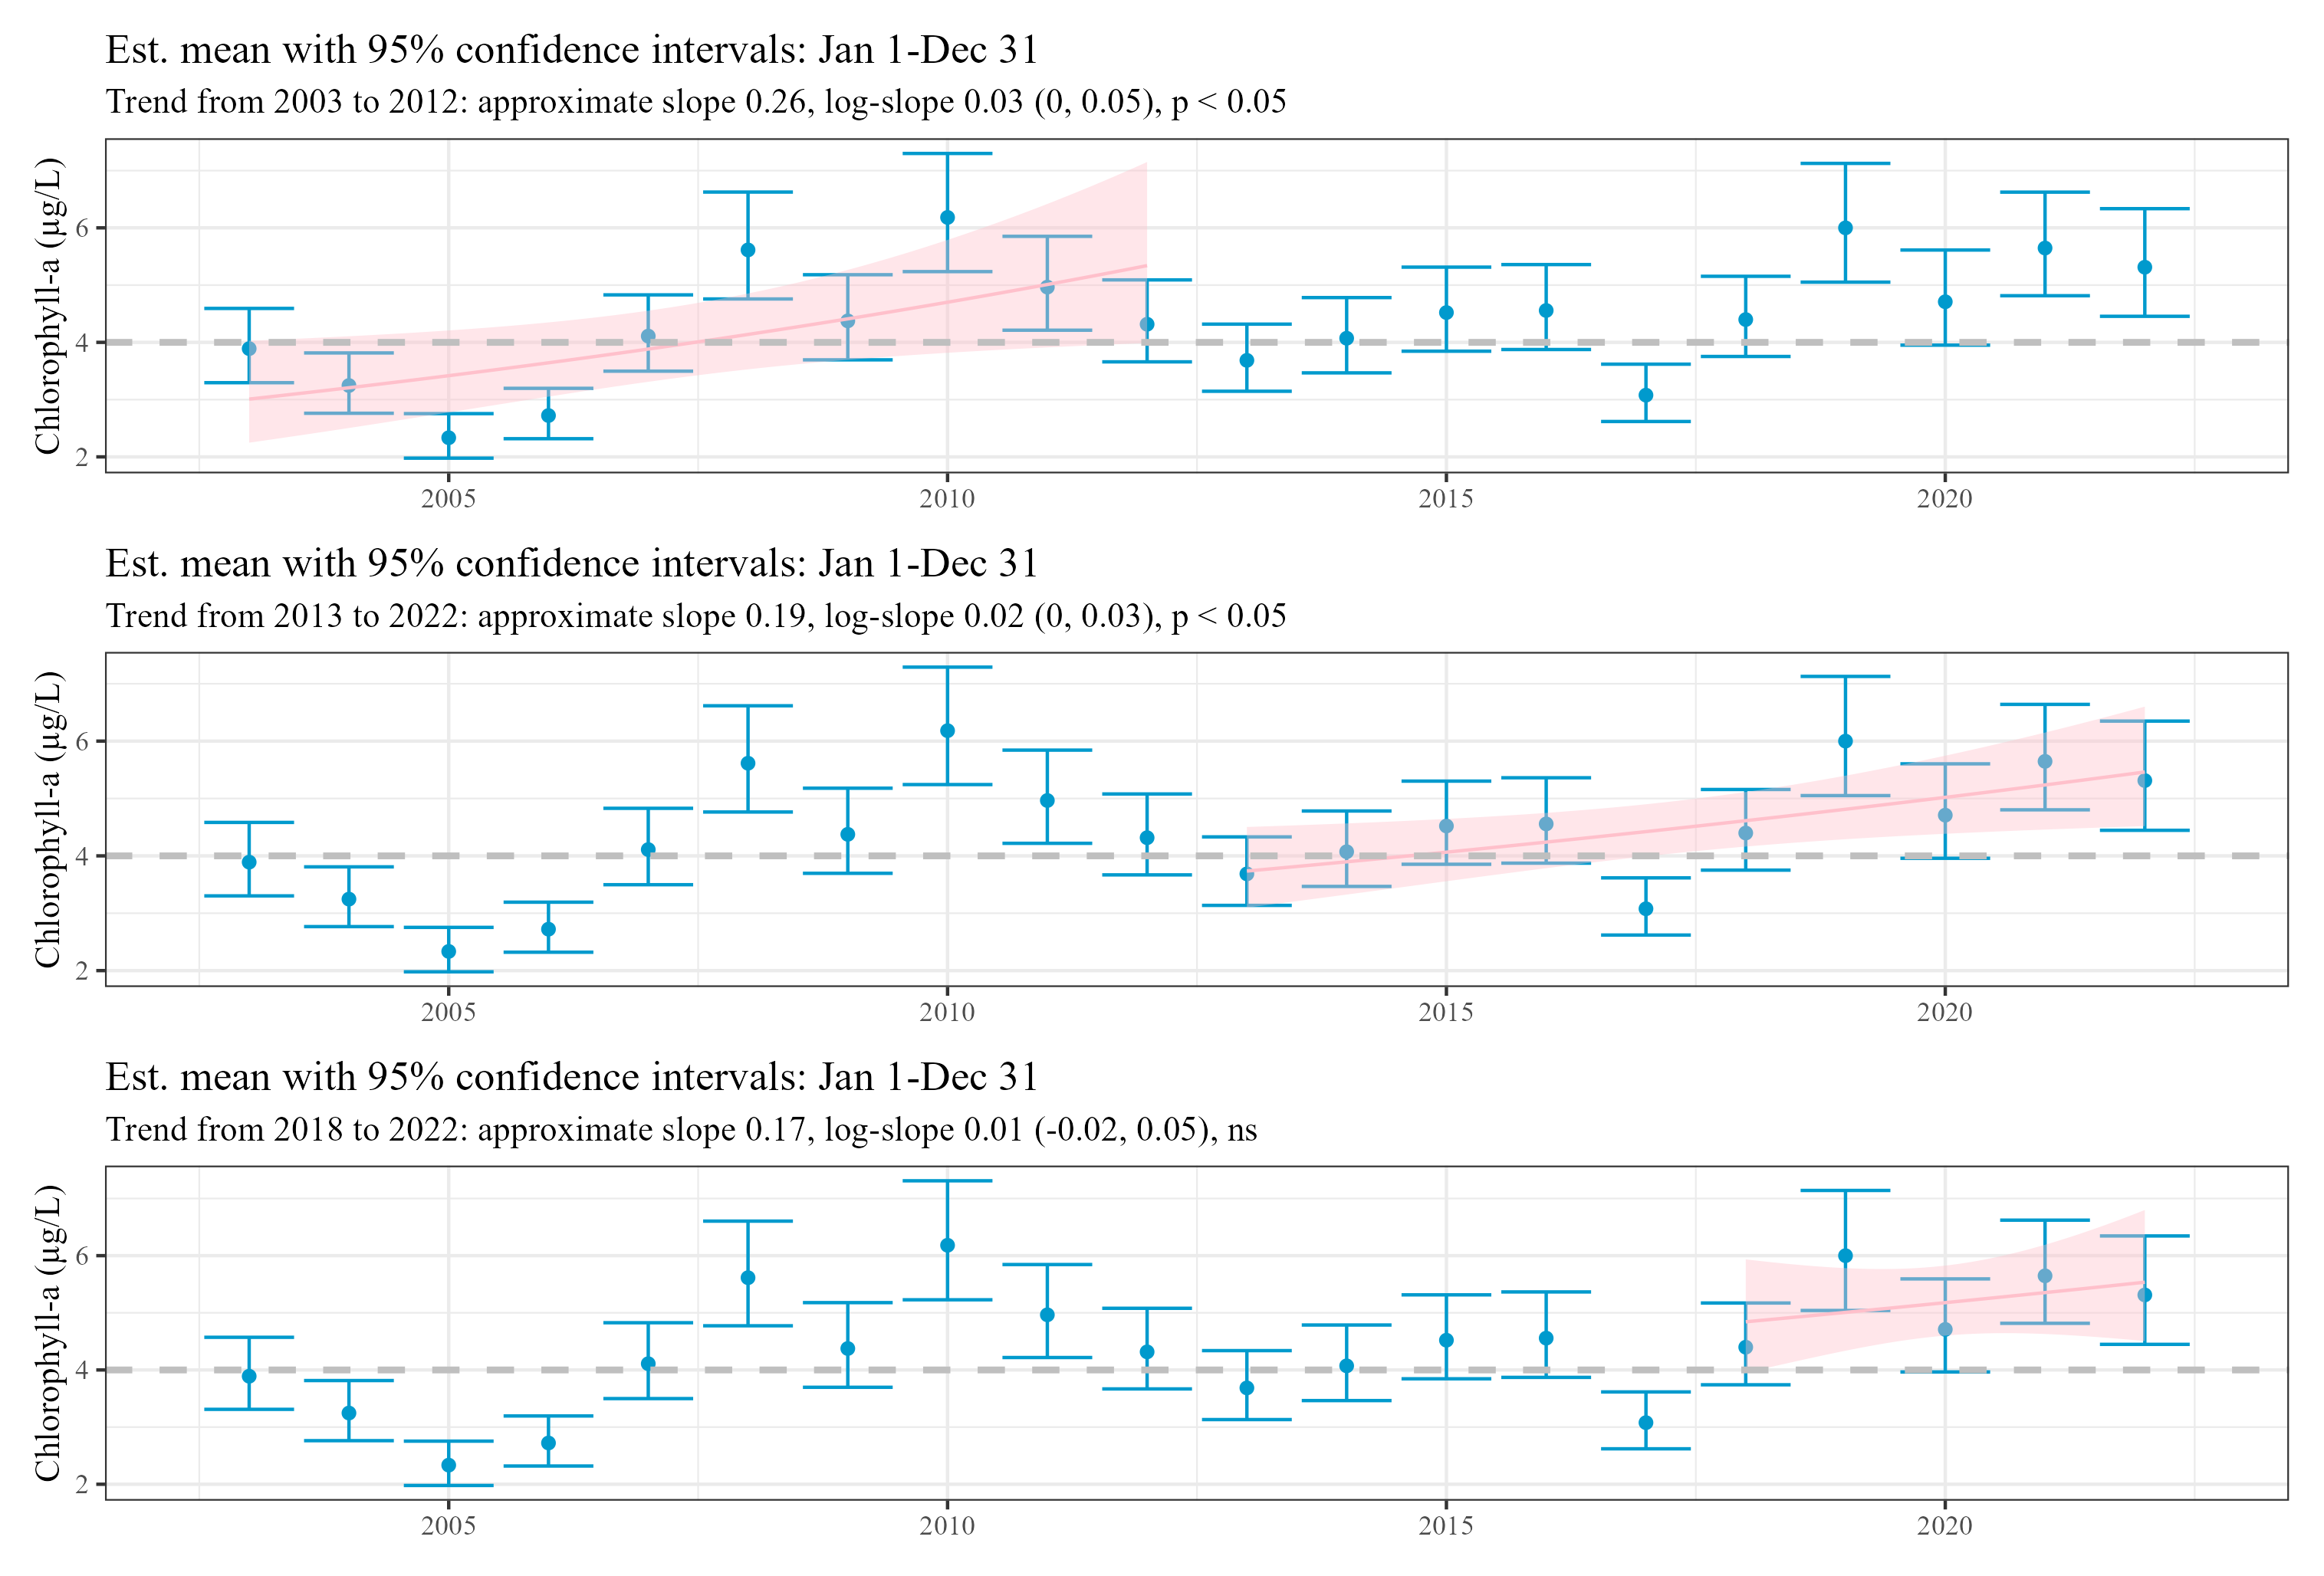 Est. mean with 95% confidence intervals: Jan 1-Dec 31
Trend from 2003 to 2012: approximate slope 0.26, log-slope 0.03 (0, 0.05), p < 0.05
Chlorophyll-a (µg/L)
6
4
2
2005 2010 2015 2020
Est. mean with 95% confidence intervals: Jan 1-Dec 31
Trend from 2013 to 2022: approximate slope 0.19, log-slope 0.02 (0, 0.03), p < 0.05
Chlorophyll-a (µg/L)
6
4
2
2005 2010 2015 2020
Est. mean with 95% confidence intervals: Jan 1-Dec 31
Trend from 2018 to 2022: approximate slope 0.17, log-slope 0.01 (-0.02, 0.05), ns
Chlorophyll-a (µg/L)
6
4
2
2005 2010 2015 2020